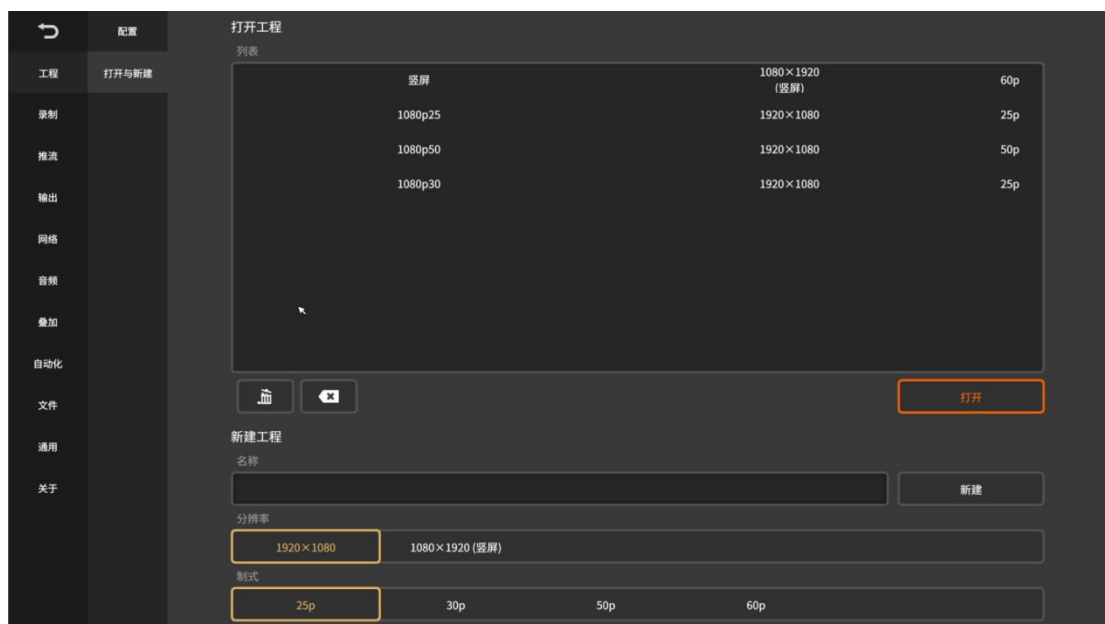 配置
打开工程
列表
工程
打开与新建
竖屏
1080×1920
(竖屏)
60p
录制
1080p25
1920×1080
25p
推流
1080p50
1920×1080
50p
输出
1080p30
1920×1080
25p
网络
音频
叠加
自动化
文件
打开
通用
新建工程
名称
关于
新建
分辨率
1920×1080
1080×1920 (竖屏)
制式
25p
30p
50p
60p